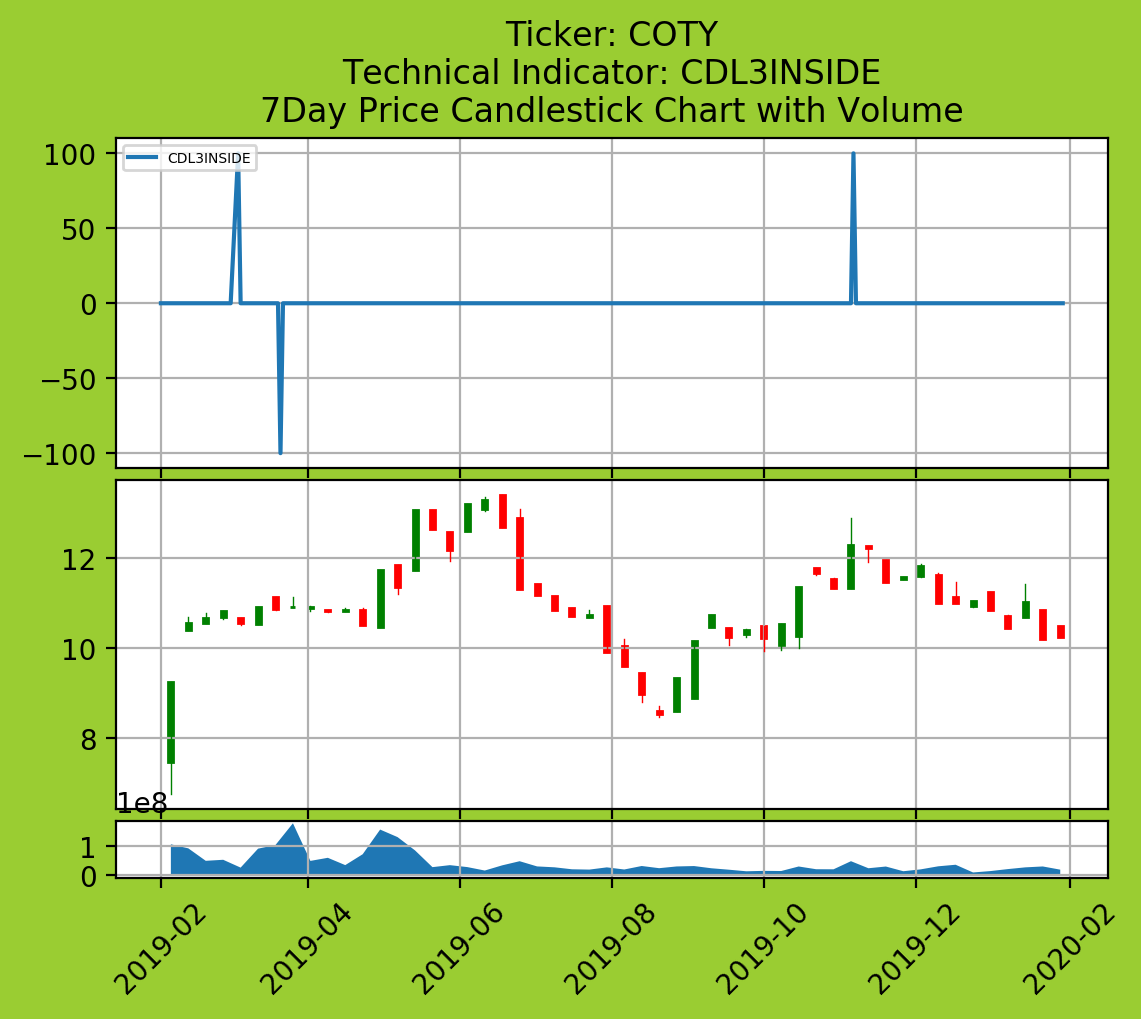 Ticker: COTY
Technical Indicator: CDL3INSIDE
7Day Price Candlestick Chart with Volume
CDL3INSIDE
100
50
0
−50
−100
12
10
8
1e8
1
0
2019-02 2019-04 2019-06 2019-08 2019-10 2019-12 2020-02